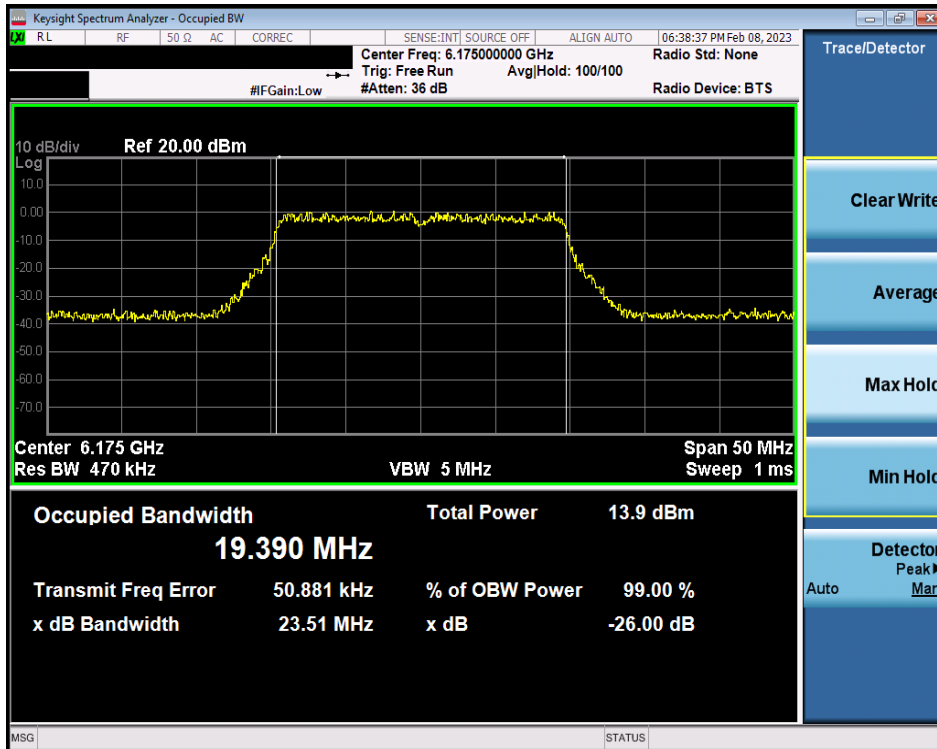 Keysight Spectrum Analyzer - Occupied BW
LXI RL RF 50 Ω AC CORREC SENSE:INT SOURCE OFF ALIGN AUTO 06:38:37 PM Feb 08, 2023
Center Freq: 6.175000000 GHz Radio Std: None
Trig: Free Run Avg|Hold: 100/100
#IFGain:Low #Atten: 36 dB Radio Device: BTS
10 dB/div Ref 20.00 dBm
Log
10.0
0.00
-10.0
-20.0
-30.0
-40.0
-50.0
-60.0
-70.0
Center 6.175 GHz Span 50 MHz
Res BW 470 kHz VBW 5 MHz Sweep 1 ms
Occupied Bandwidth Total Power 13.9 dBm
19.390 MHz
Transmit Freq Error 50.881 kHz % of OBW Power 99.00 %
x dB Bandwidth 23.51 MHz x dB -26.00 dB
MSG STATUS
Trace/Detector
Clear Write
Average
Max Hold
Min Hold
Detector
Peak
Auto Man